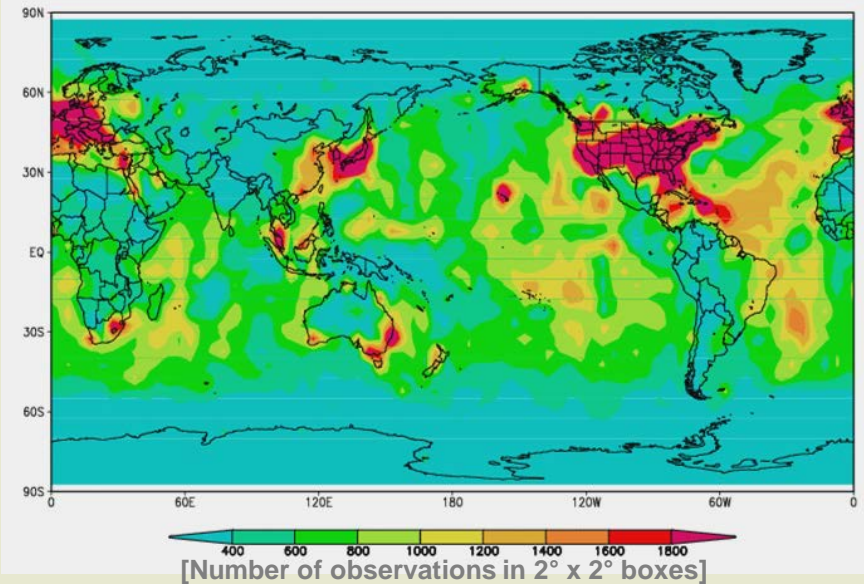 90N
60N
30N
EQ
30S
60S
90S
0 60E 120E 180 120W 60W 0
400 600 800 1000 1200 1400 1600 1800
[Number of observations in 2° x 2° boxes]